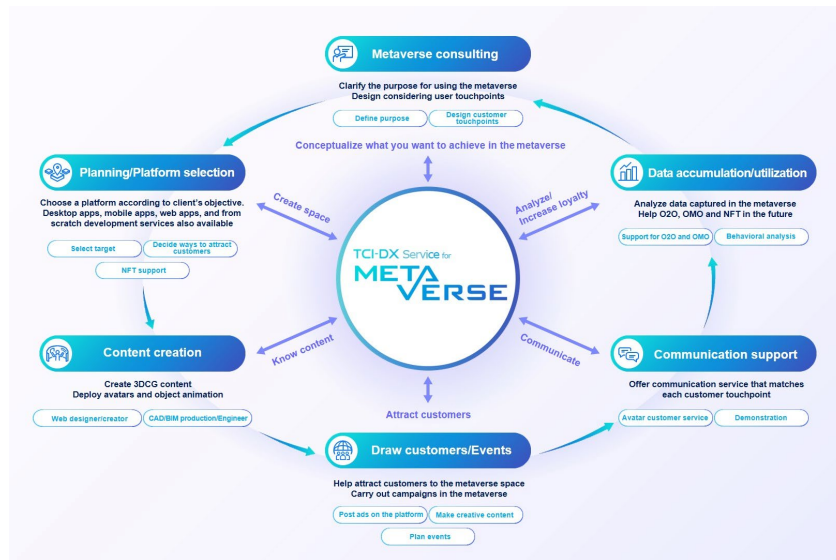 Metaverse consulting
Clarify the purpose for using the metaverse
Design considering user touchpoints
Define purpose
Design customer
touchpoints
Conceptualize what you want to achieve in the metaverse
Planning/Platform selection
Choose a platform according to client's objective.
Desktop apps, mobile apps, web apps, and from
scratch development services also available
Select target
Decide ways to attract
customers
NFT support
Create space
Analyze/
Increase loyalty
Data accumulation/utilization
Analyze data captured in the metaverse
Help O2O, OMO and NFT in the future
Support for O2O and OMO
Behavioral analysis
TCI-DX Service for
METAVERSE
Content creation
Create 3DCG content
Deploy avatars and object animation
Web designer/creator
CAD/BIM production/Engineer
Know content
Communicate
Communication support
Offer communication service that matches
each customer touchpoint
Avatar customer service
Demonstration
Attract customers
Draw customers/Events
Help attract customers to the metaverse space
Carry out campaigns in the metaverse
Post ads on the platform
Make creative content
Plan events